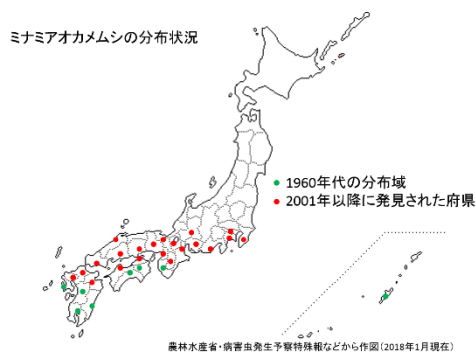 ミナミアオカメムシの分布状況
1960年代の分布域
2001年以降に発見された府県
農林水産省・病害虫発生予察特殊報などから作図(2018年1月現在)